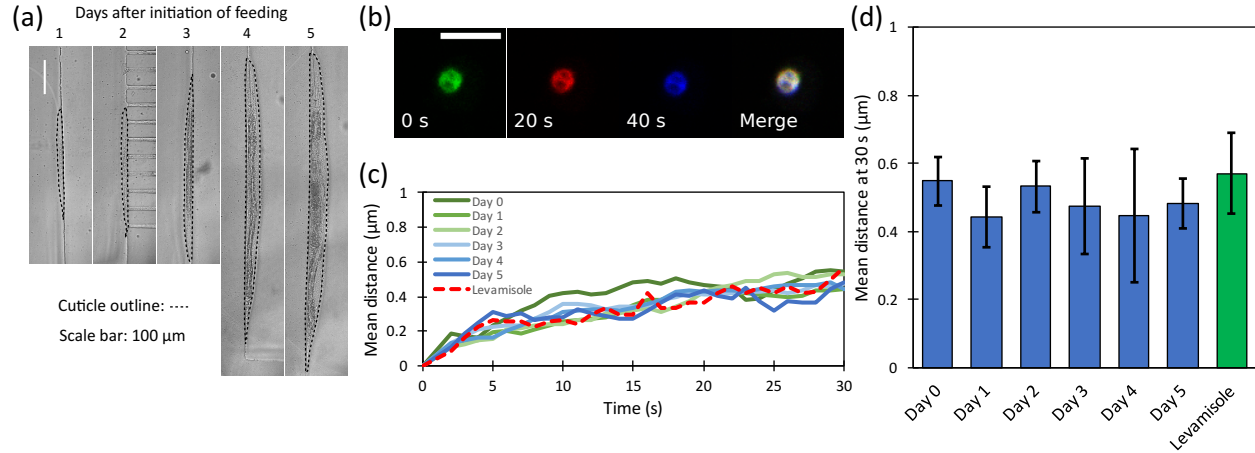 (a)
Days after initiation of feeding
1 2 3 4 5
Cuticle outline: ----
Scale bar: 100 μm
(b)
0 s
20 s
40 s
Merge
(c)
Mean distance (μm)
1
0.8
0.6
0.4
0.2
0
Day 0
Day 1
Day 2
Day 3
Day 4
Day 5
Levamisole
0 5 10 15 20 25 30
Time (s)
(d)
Mean distance at 30 s (μm)
1
0.8
0.6
0.4
0.2
0
Day 0
Day 1
Day 2
Day 3
Day 4
Day 5
Levamisole